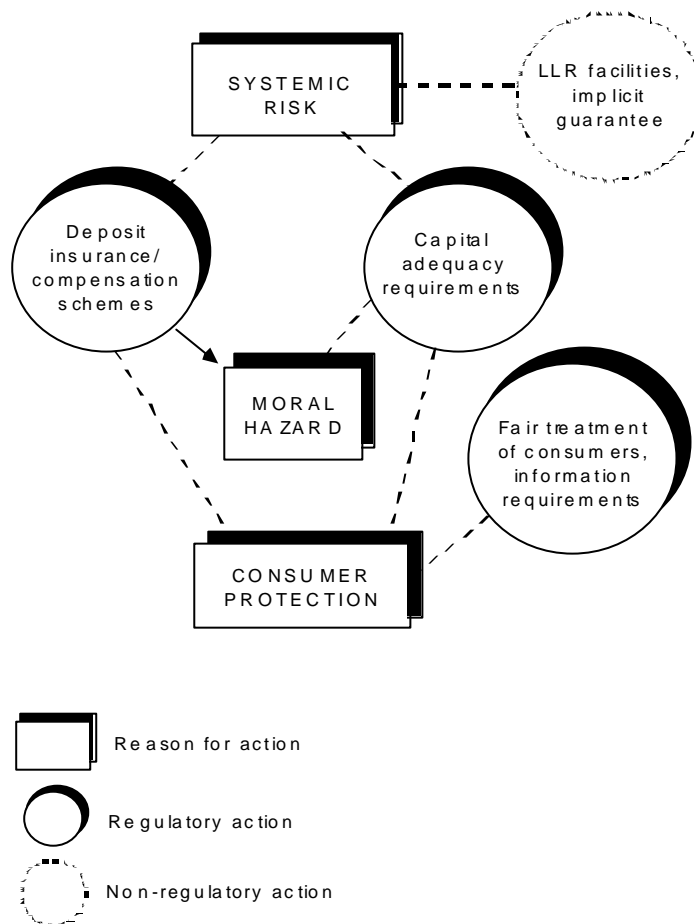 SYSTEMIC
RISK
LLR facilities,
implicit
guarantee
Deposit
insurance/
compensation
schemes
Capital
adequacy
requirements
MORAL
HAZARD
Fair treatment
of consumers,
information
requirements
CONSUMER
PROTECTION
Reason for action
Regulatory action
Non-regulatory action